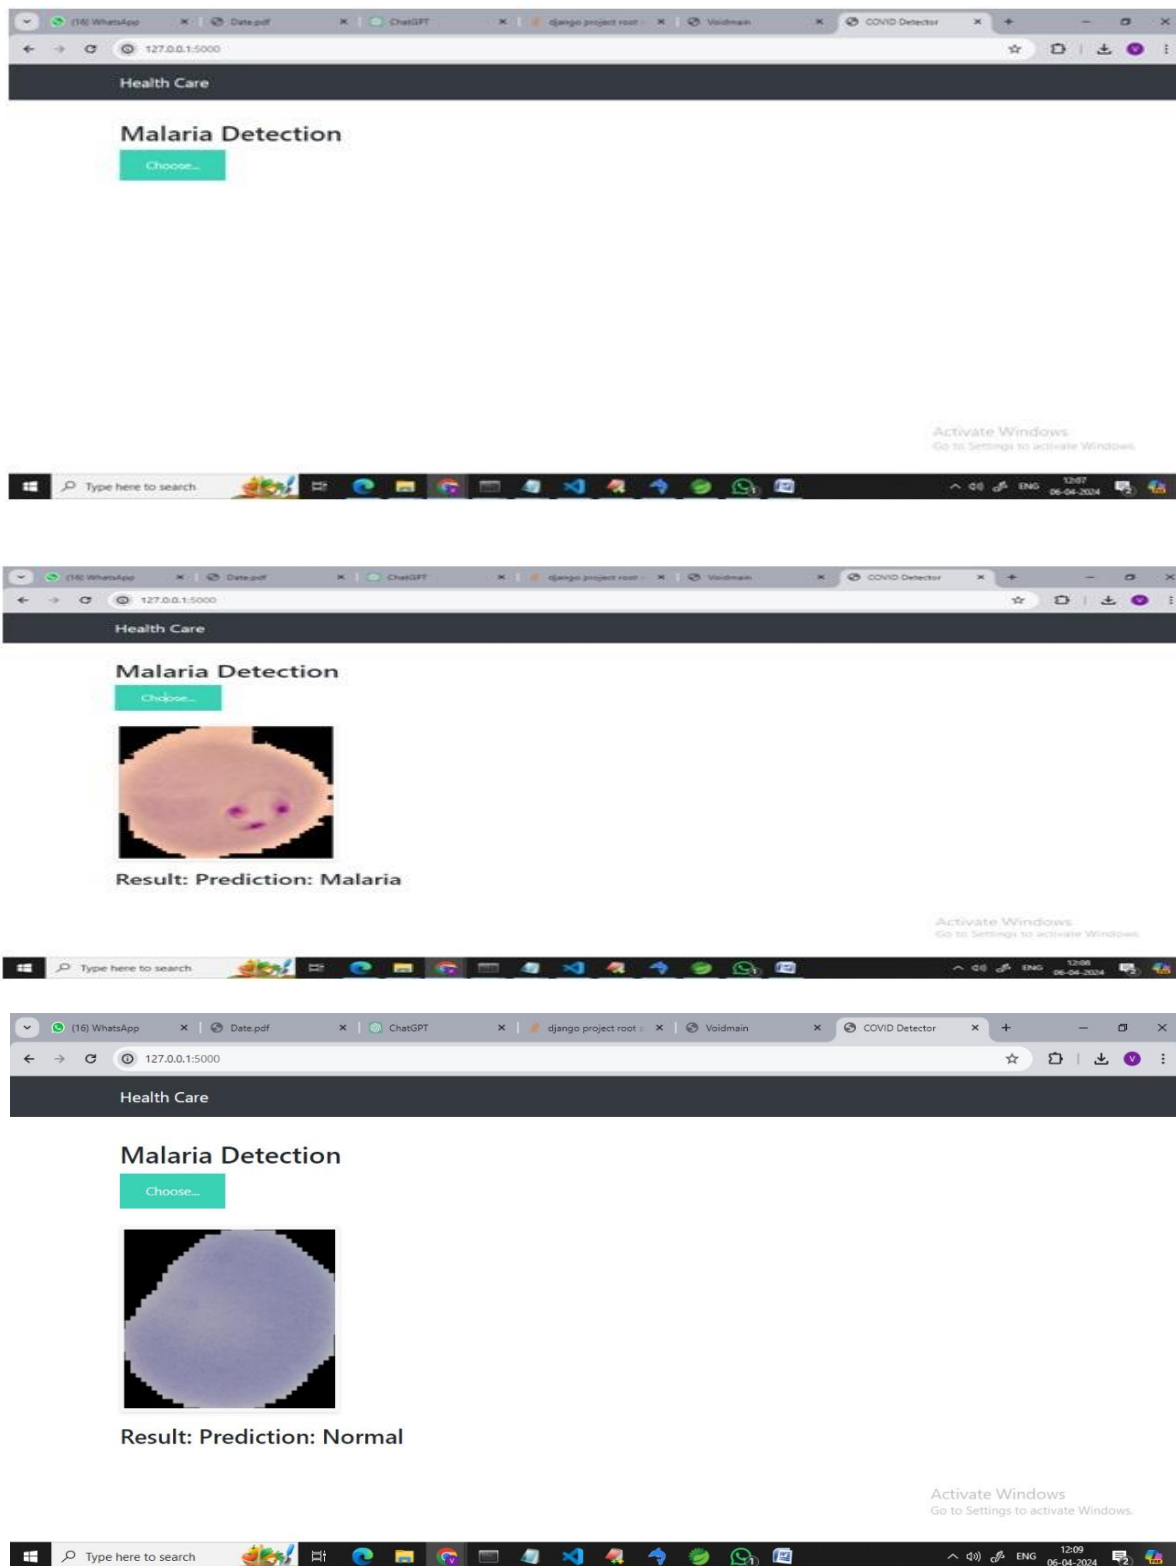 (16) WhatsApp Date.pdf ChatGPT django project root Voidmain COVID Detector
127.0.0.1:5000
Health Care
Malaria Detection
Choose...
Activate Windows
Go to Settings to activate Windows.
Type here to search ENG 12:07
06-04-2024 2
(16) WhatsApp Date.pdf ChatGPT django project root Voidmain COVID Detector
127.0.0.1:5000
Health Care
Malaria Detection
Choose...
Result: Prediction: Malaria
Activate Windows
Go to Settings to activate Windows.
Type here to search ENG 12:08
06-04-2024 2
(16) WhatsApp Date.pdf ChatGPT django project root Voidmain COVID Detector
127.0.0.1:5000 V
Health Care
Malaria Detection
Choose...
Result: Prediction: Normal
Activate Windows
Go to Settings to activate Windows.
Type here to search ENG 12:09
06-04-2024 2